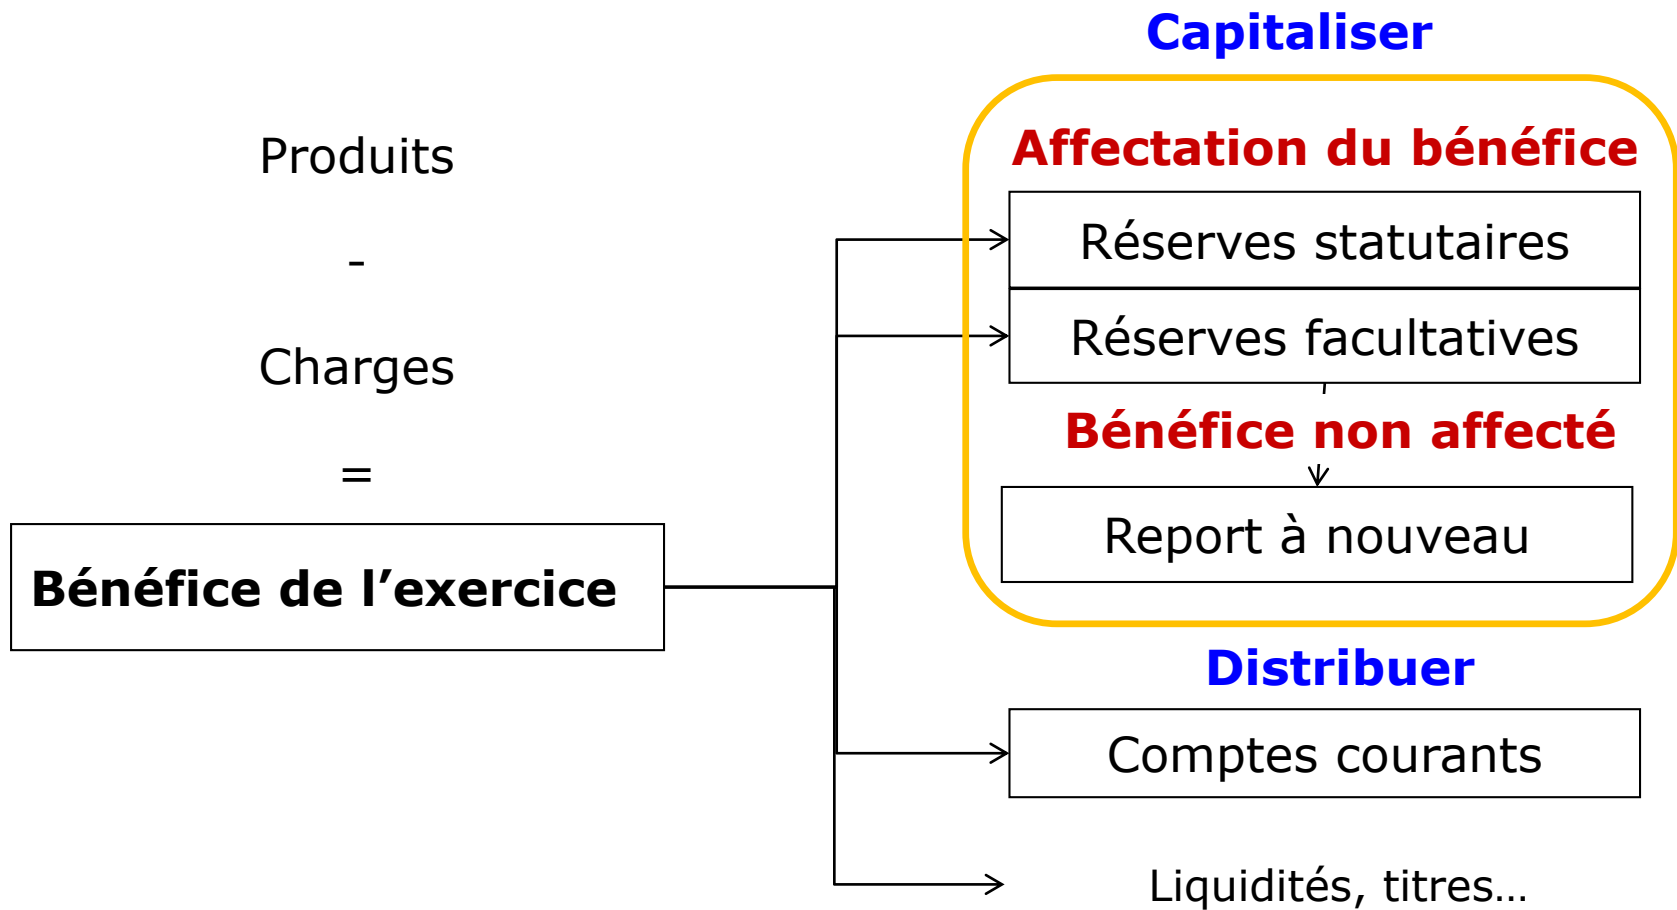 Produits
-
Charges
=
Bénéfice de l’exercice
Capitaliser
Affectation du bénéfice
Réserves statutaires
Réserves facultatives
Bénéfice non affecté
Report à nouveau
Distribuer
Comptes courants
Liquidités, titres…